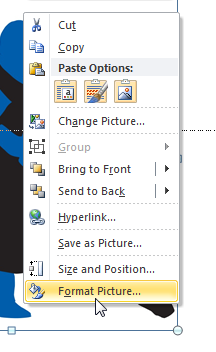 Cut
Copy
Paste Options:
Change Picture...
Group
Bring to Front
Send to Back
Hyperlink...
Save as Picture...
Size and Position...
Format Picture...